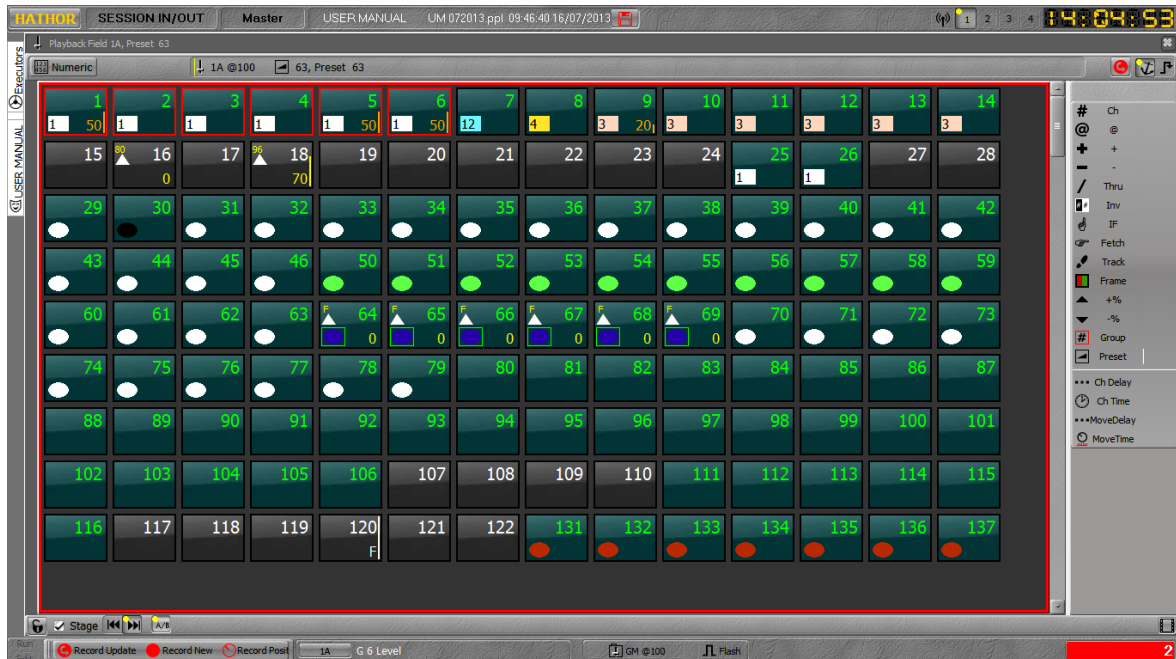 HATHOR SESSION IN/OUT Master USER MANUAL UM 072013.ppl 09:46:40 16/07/2013 1 2 3 4 14:04:53
Playback Field 1A, Preset 63
Numeric 1A @100 63, Preset 63
Executors
USER MANUAL
1 2 3 4 5 6 7 8 9 10 11 12 13 14
1 50 1 1 1 1 50 1 50 12 4 3 20 3 3 3 3 3
15 80 16 17 96 18 19 20 21 22 23 24 25 26 27 28
0 70 1 1
29 30 31 32 33 34 35 36 37 38 39 40 41 42
43 44 45 46 50 51 52 53 54 55 56 57 58 59
60 61 62 63 F 64 F 65 F 66 F 67 F 68 F 69 70 71 72 73
0 0 0 0 0 0
74 75 76 77 78 79 80 81 82 83 84 85 86 87
88 89 90 91 92 93 94 95 96 97 98 99 100 101
102 103 104 105 106 107 108 109 110 111 112 113 114 115
116 117 118 119 120 121 122 131 132 133 134 135 136 137
F
# Ch
@ @
+ +
- -
/ Thru
Inv
IF
Fetch
Track
Frame
+%
-%
# Group
Preset
Ch Delay
Ch Time
MoveDelay
MoveTime
Stage A/B
Run Record Update Record New Record Posit 1A G 6 Level GM @100 Flash 2